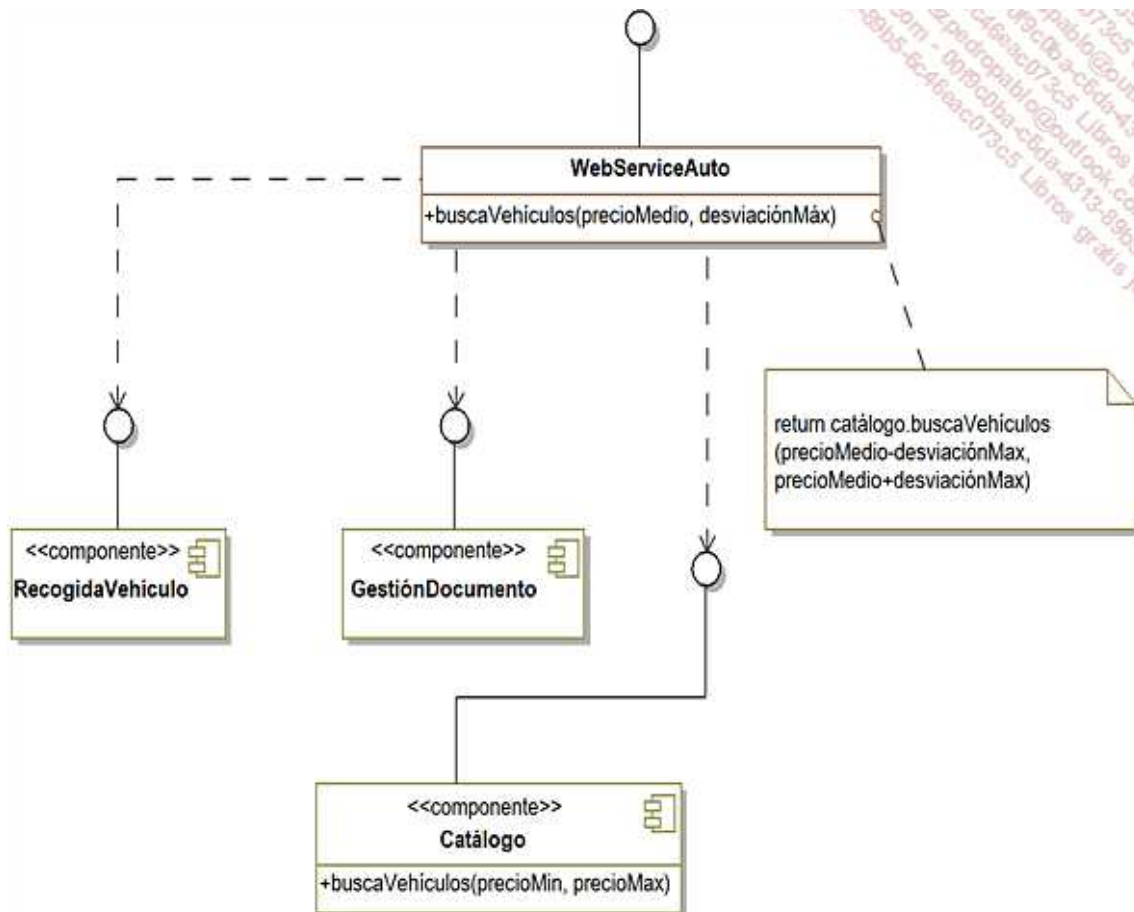 WebServiceAuto
+buscaVehículos(precioMedio, desviaciónMáx)
return catálogo.buscaVehículos
(precioMedio-desviaciónMax,
precioMedio+desviaciónMax)
<<componente>>
RecogidaVehículo
<<componente>>
GestiónDocumento
<<componente>>
Catálogo
+buscaVehículos(precioMin, precioMax)